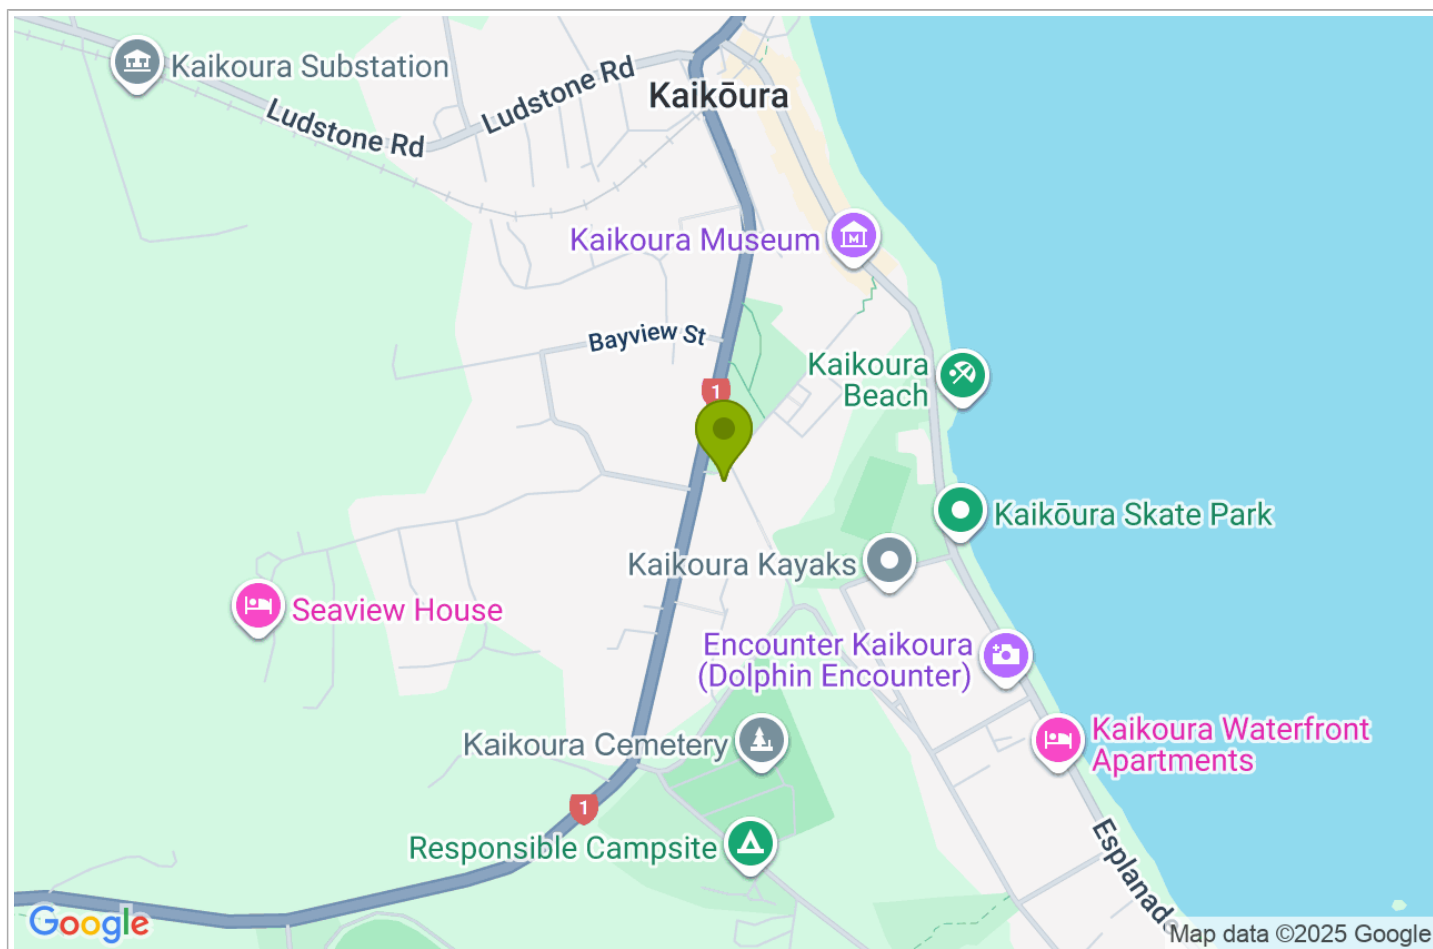 Kaikoura Substation
Ludstone Rd
Ludstone Rd
Kaikōura
Kaikoura Museum
M
Bayview St
1
Kaikoura
Beach
Kaikōura Skate Park
Kaikoura Kayaks
Seaview House
Encounter Kaikoura
(Dolphin Encounter)
Kaikoura Waterfront
Apartments
Kaikoura Cemetery
1
Responsible Campsite
Esplanade
Google
Map data ©2025 Google